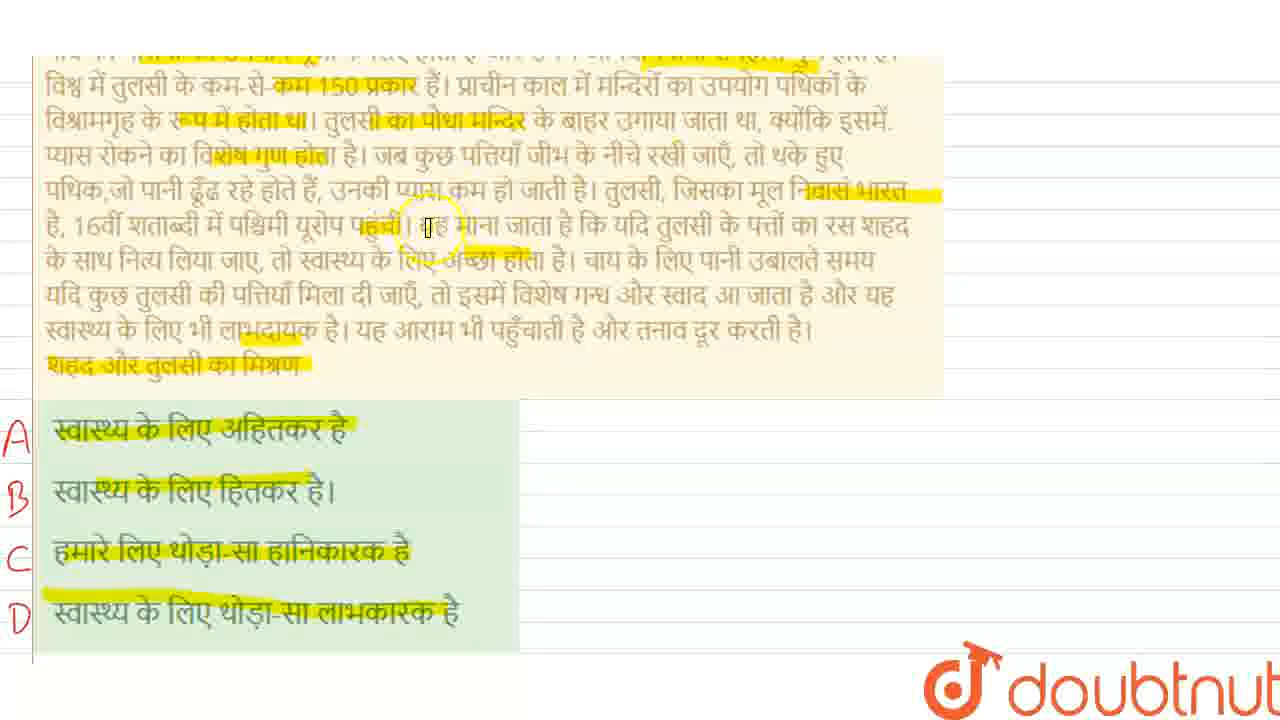 विश्व में तुलसी के कम-से-कम 150 प्रकार हैं। प्राचीन काल में मन्दिरों का उपयोग पथिकों के
विश्रामगृह के रूप में होता था। तुलसी का पौधा मन्दिर के बाहर उगाया जाता था, क्योंकि इसमें.
प्यास रोकने का विशेष गुण होता है। जब कुछ पत्तियाँ जीभ के नीचे रखी जाएँ, तो थके हुए
पथिक,जो पानी ढूँढ रहे होते हैं, उनकी प्यास कम हो जाती है। तुलसी, जिसका मूल निवास भारत
है, 16वीं शताब्दी में पश्चिमी यूरोप पहुंची। यह माना जाता है कि यदि तुलसी के पत्तों का रस शहद
के साथ नित्य लिया जाए, तो स्वास्थ्य के लिए अच्छा होता है। चाय के लिए पानी उबालते समय
यदि कुछ तुलसी की पत्तियाँ मिला दी जाएँ, तो इसमें विशेष गन्ध और स्वाद आ जाता है और यह
स्वास्थ्य के लिए भी लाभदायक है। यह आराम भी पहुँचाती है ओर तनाव दूर करती है।
शहद और तुलसी का मिश्रण
A स्वास्थ्य के लिए अहितकर है
B स्वास्थ्य के लिए हितकर है।
C हमारे लिए थोड़ा-सा हानिकारक है
D स्वास्थ्य के लिए थोड़ा-सा लाभकारक है
doubtnut